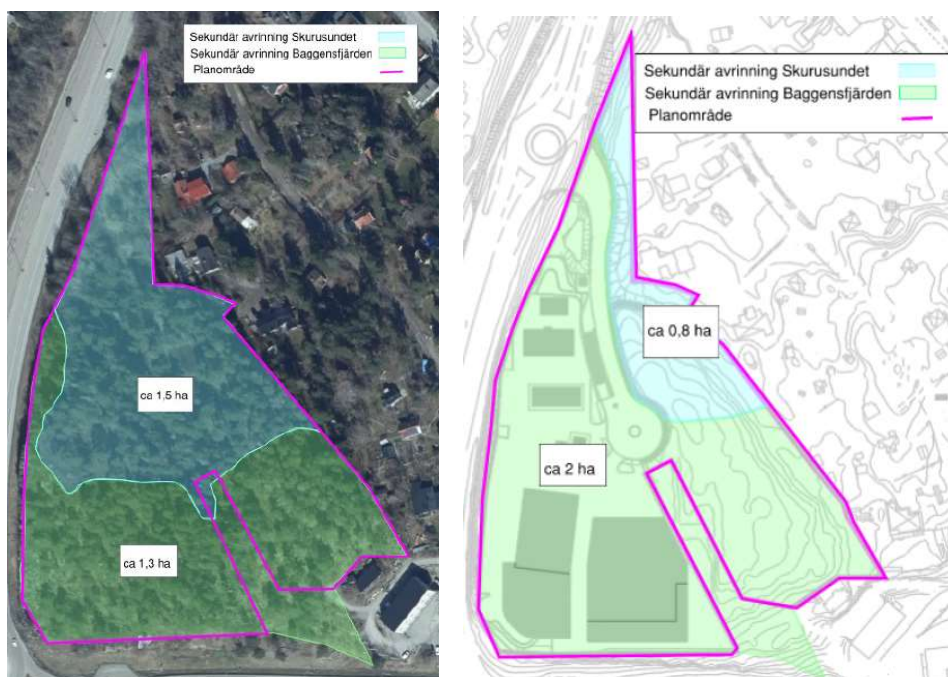 Sekundär avrinning Skurusundet
Sekundär avrinning Baggensfjärden
Planområde
ca 1,5 ha
ca 1,3 ha
Sekundär avrinning Skurusundet
Sekundär avrinning Baggensfjärden
Planområde
ca 0,8 ha
ca 2 ha